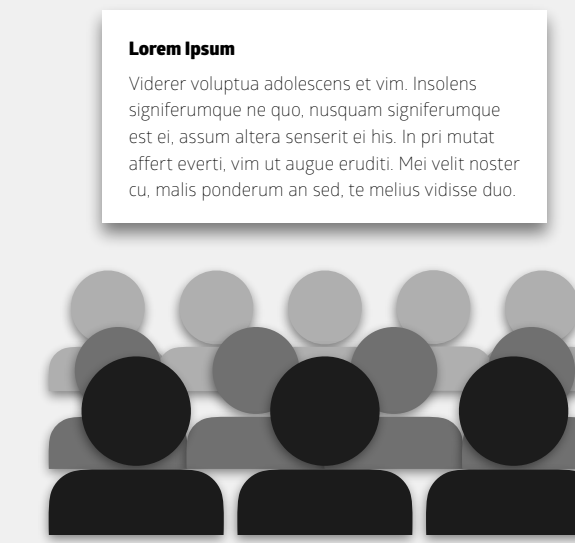 Lorem Ipsum
Viderer voluptua adolescens et vim. Insolens
signiferumque ne quo, nusquam signiferumque
est ei, assum altera senserit ei his. In pri mutat
affert everti, vim ut augue eruditi. Mei velit noster
cu, malis ponderum an sed, te melius vidisse duo.